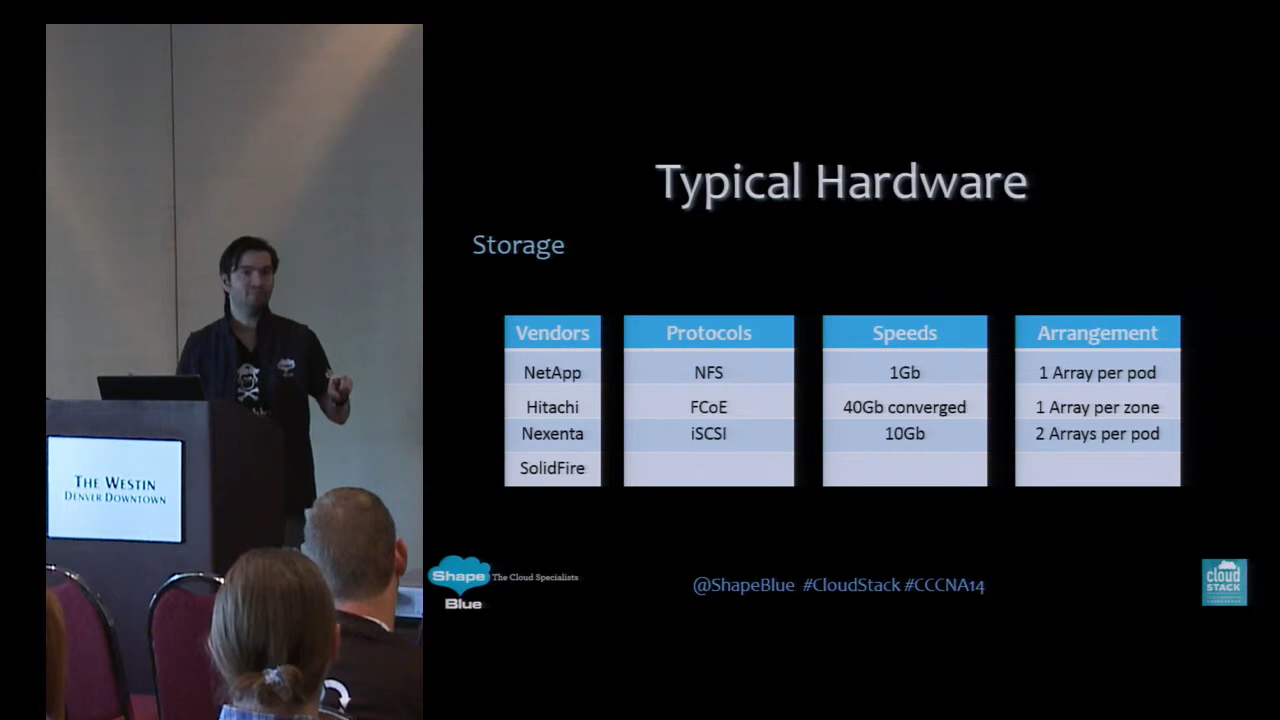 Typical Hardware
Storage
Vendors Protocols Speeds Arrangement
NetApp NFS 1Gb 1 Array per pod
Hitachi FCoE 40Gb converged 1 Array per zone
Nexenta iSCSI 10Gb 2 Arrays per pod
SolidFire
THE WESTIN
DENVER DOWNTOWN
Shape The Cloud Specialists
Blue
@ShapeBlue #CloudStack #CCCNA14
cloud
STACK